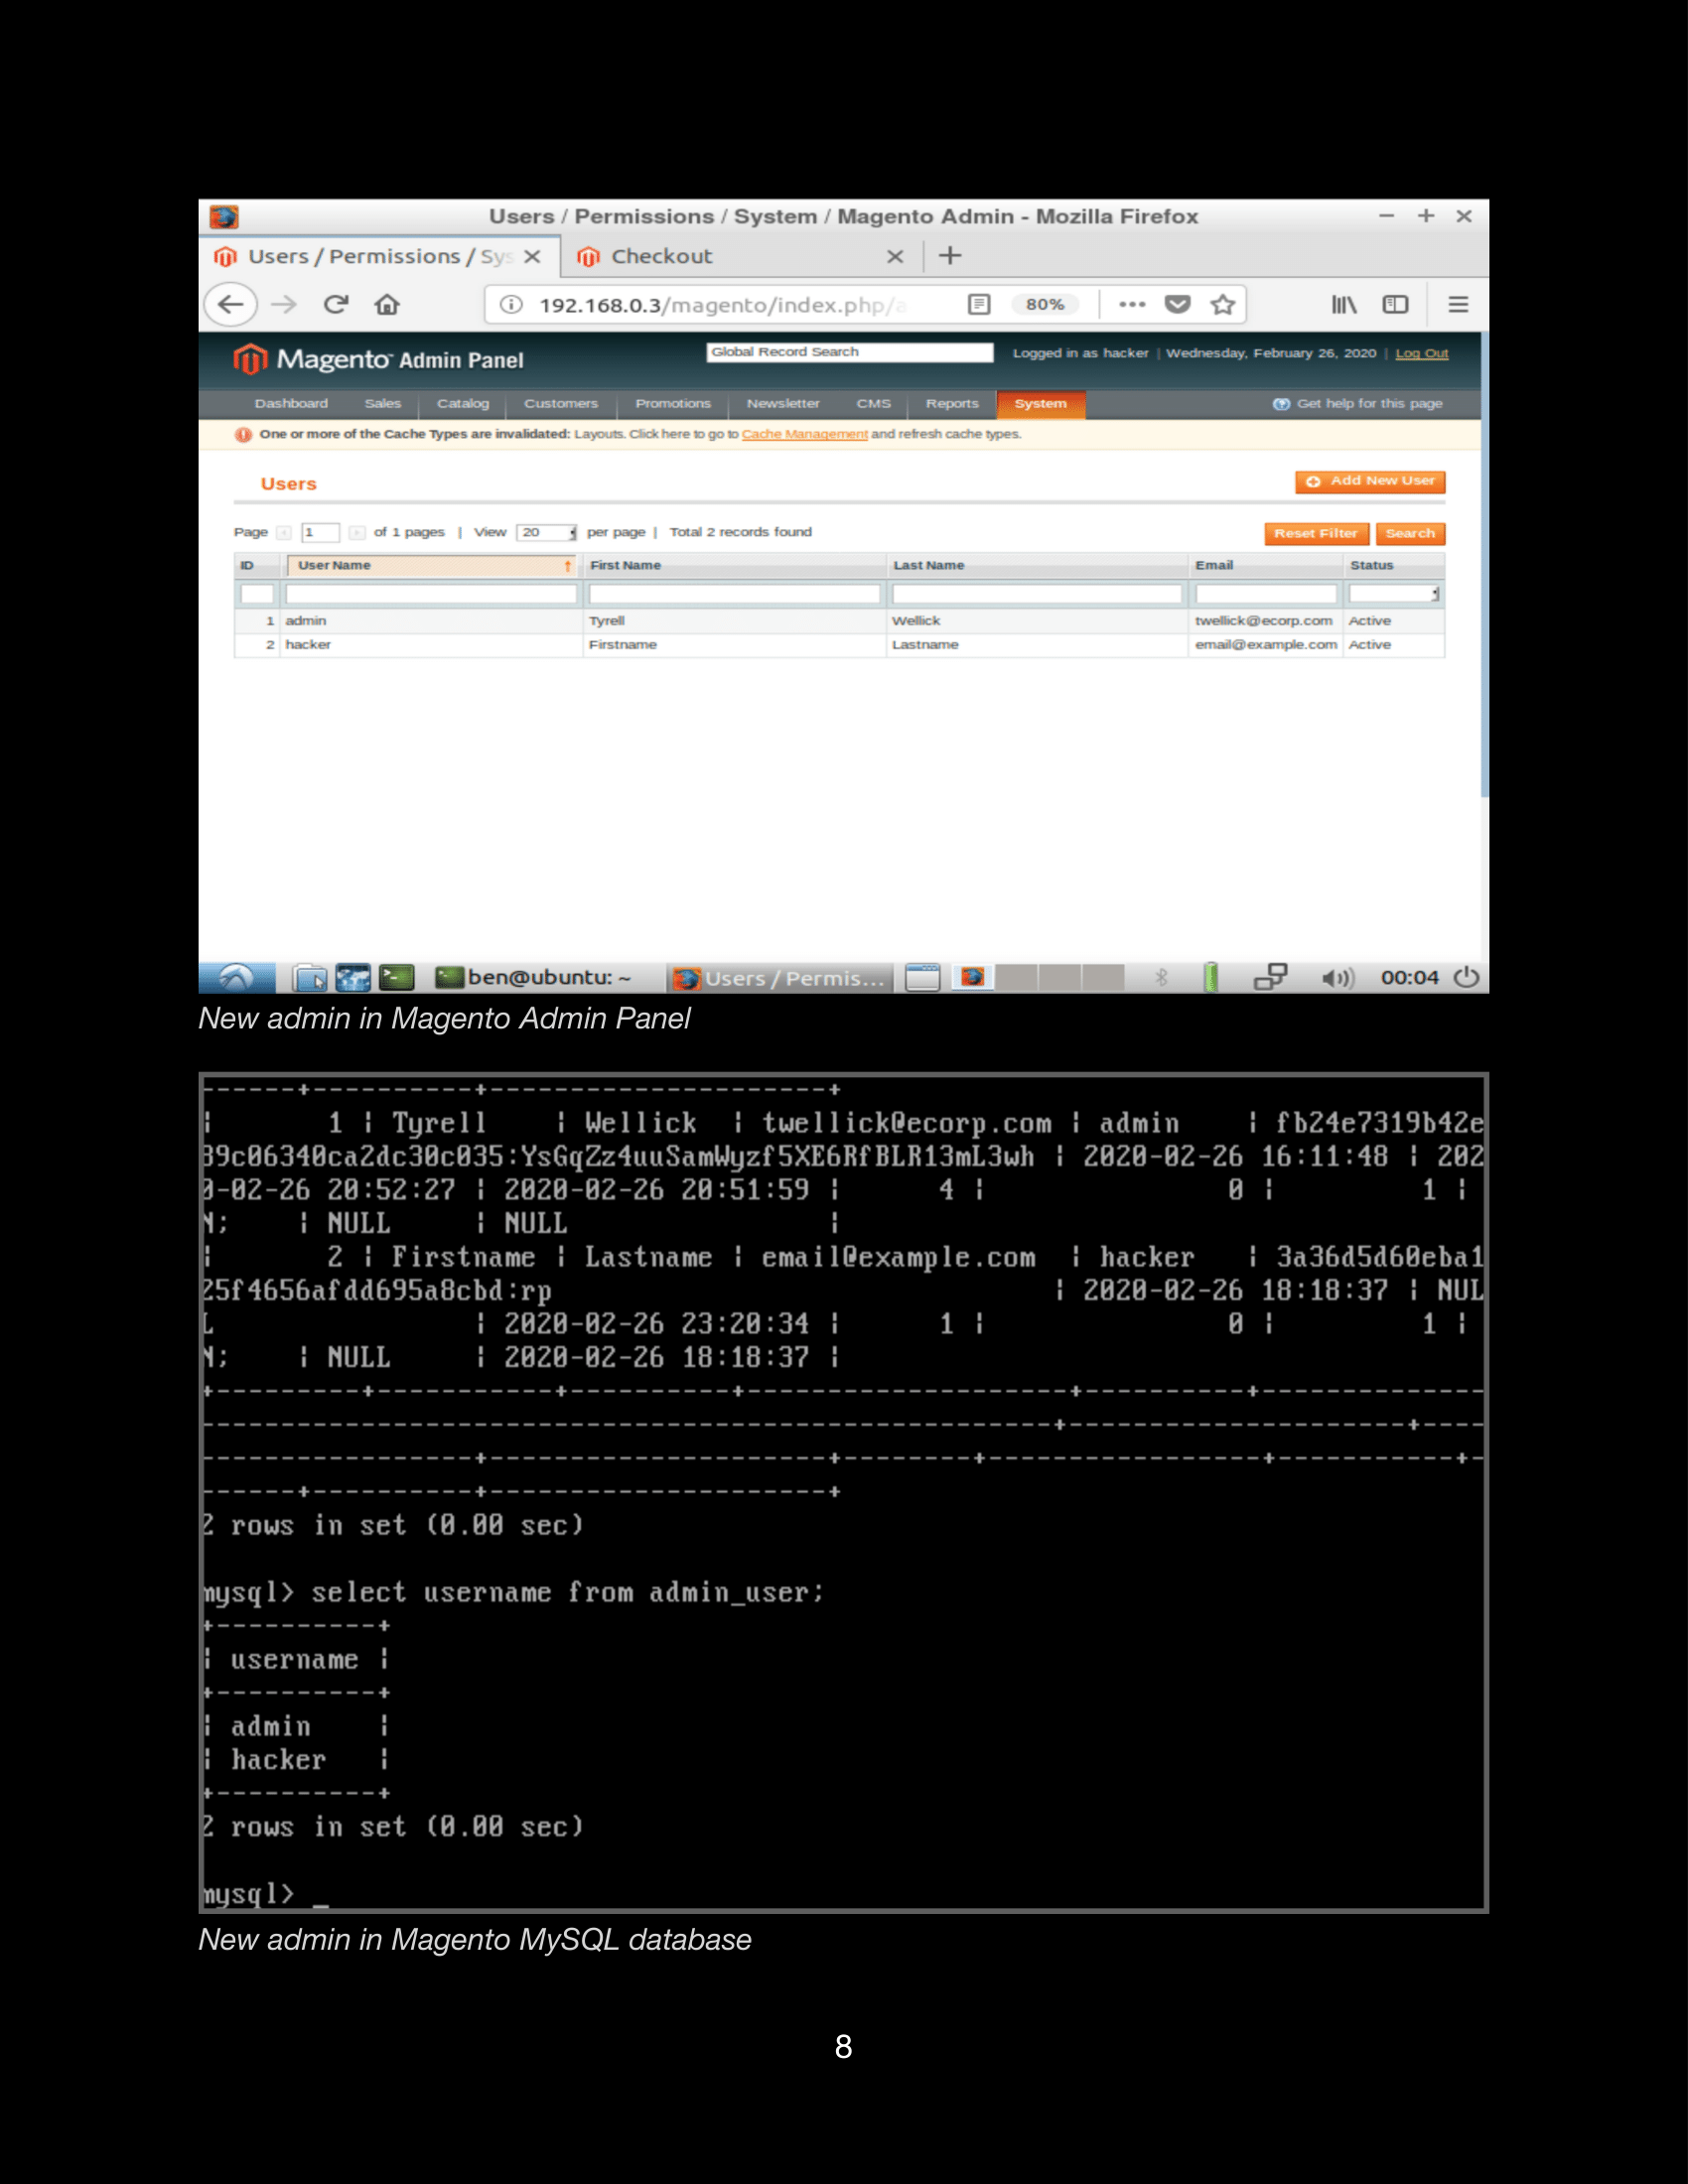 Users / Permissions / System / Magento Admin - Mozilla Firefox
Users / Permissions / Sys
Checkout
192.168.0.3/magento/index.php/a
80%
Magento Admin Panel
Global Record Search
Logged in as hacker | Wednesday, February 26, 2020 | Log Out
Dashboard Sales Catalog Customers Promotions Newsletter CMS Reports System Get help for this page
One or more of the Cache Types are invalidated: Layouts. Click here to go to Cache Management and refresh cache types.
Users
Add New User
Page 1 of 1 pages | View 20 per page | Total 2 records found
Reset Filter Search
ID User Name First Name Last Name Email Status
1 admin Tyrell Wellick twellick@ecorp.com Active
2 hacker Firstname Lastname email@example.com Active
ben@ubuntu: ~ Users / Permis... 00:04
New admin in Magento Admin Panel
------+----------+---------------------+
| 1 | Tyrell | Wellick | twellick@ecorp.com | admin | fb24e7319b42e
39c06340ca2dc30c035:YsGqZz4uuSamWyzf5XE6RfBLR13mL3wh | 2020-02-26 16:11:48 | 202
0-02-26 20:52:27 | 2020-02-26 20:51:59 | 4 | 0 | 1 |
N; | NULL | NULL |
| 2 | Firstname | Lastname | email@example.com | hacker | 3a36d5d60eba1
25f4656afdd695a8cbd:rp | 2020-02-26 18:18:37 | NUL
L | 2020-02-26 23:20:34 | 1 | 0 | 1 |
N; | NULL | 2020-02-26 18:18:37 |
+---------+-----------+----------+--------------------+----------+--------------
-----------------------------------------------------+---------------------+----
-----------------+---------------------+--------+-----------------+-----------+-
------+----------+---------------------+
2 rows in set (0.00 sec)
mysql> select username from admin_user;
+----------+
| username |
+----------+
| admin |
| hacker |
+----------+
2 rows in set (0.00 sec)
mysql> _
New admin in Magento MySQL database
8